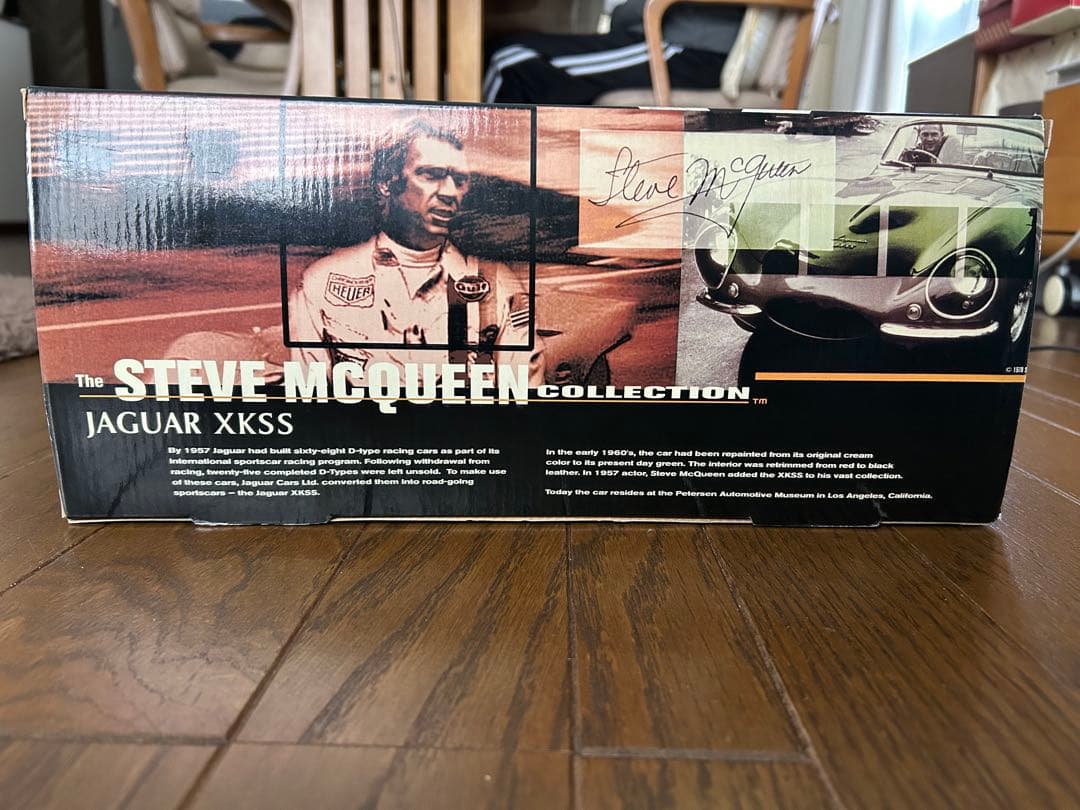 Steve McQueen
CHRONOGRAPH
HEUER
Gulf
The STEVE MCQUEEN COLLECTION TM
JAGUAR XKSS
By 1957 Jaguar had built sixty-eight D-type racing cars as part of its
international sportscar racing program. Following withdrawal from
racing, twenty-five completed D-Types were left unsold. To make use
of these cars, Jaguar Cars Ltd. converted them into road-going
sportscars – the Jaguar XKSS.
In the early 1960's, the car had been repainted from its original cream
color to its present day green. The interior was retrimmed from red to black
leather. In 1957 actor, Steve McQueen added the XKSS to his vast collection.
Today the car resides at the Petersen Automotive Museum in Los Angeles, California.